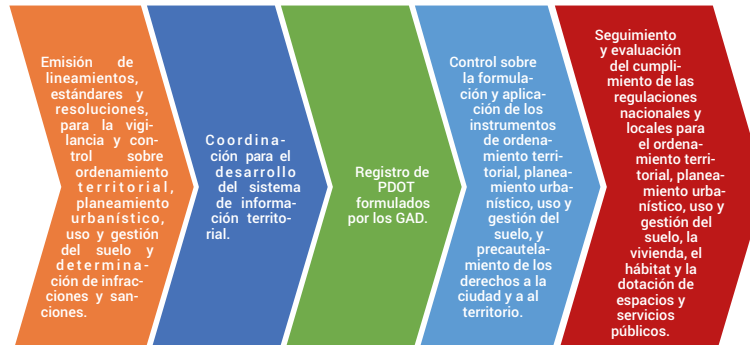 Emisión de
lineamientos,
estándares y
resoluciones,
para la vigi-
lancia y con-
trol sobre
ordenamiento
territorial,
planeamiento
urbanístico,
uso y gestión
del suelo y
determina-
ción de infrac-
ciones y san-
ciones.
Coordina-
ción para el
desarrollo
del sistema
de informa-
ción territo-
rial.
Registro de
PDOT
formulados
por los GAD.
Control sobre
la formula-
ción y aplica-
ción de los
instrumentos
de ordena-
miento terri-
torial, planea-
miento urba-
nístico, uso y
gestión del
suelo, y
precautela-
miento de los
derechos a la
ciudad y a al
territorio.
Seguimiento
y evaluación
del cumpli-
miento de las
regulaciones
nacionales y
locales para
el ordena-
miento terri-
torial, planea-
miento urba-
nístico, uso y
gestión del
suelo, la
vivienda, el
hábitat y la
dotación de
espacios y
servicios
públicos.